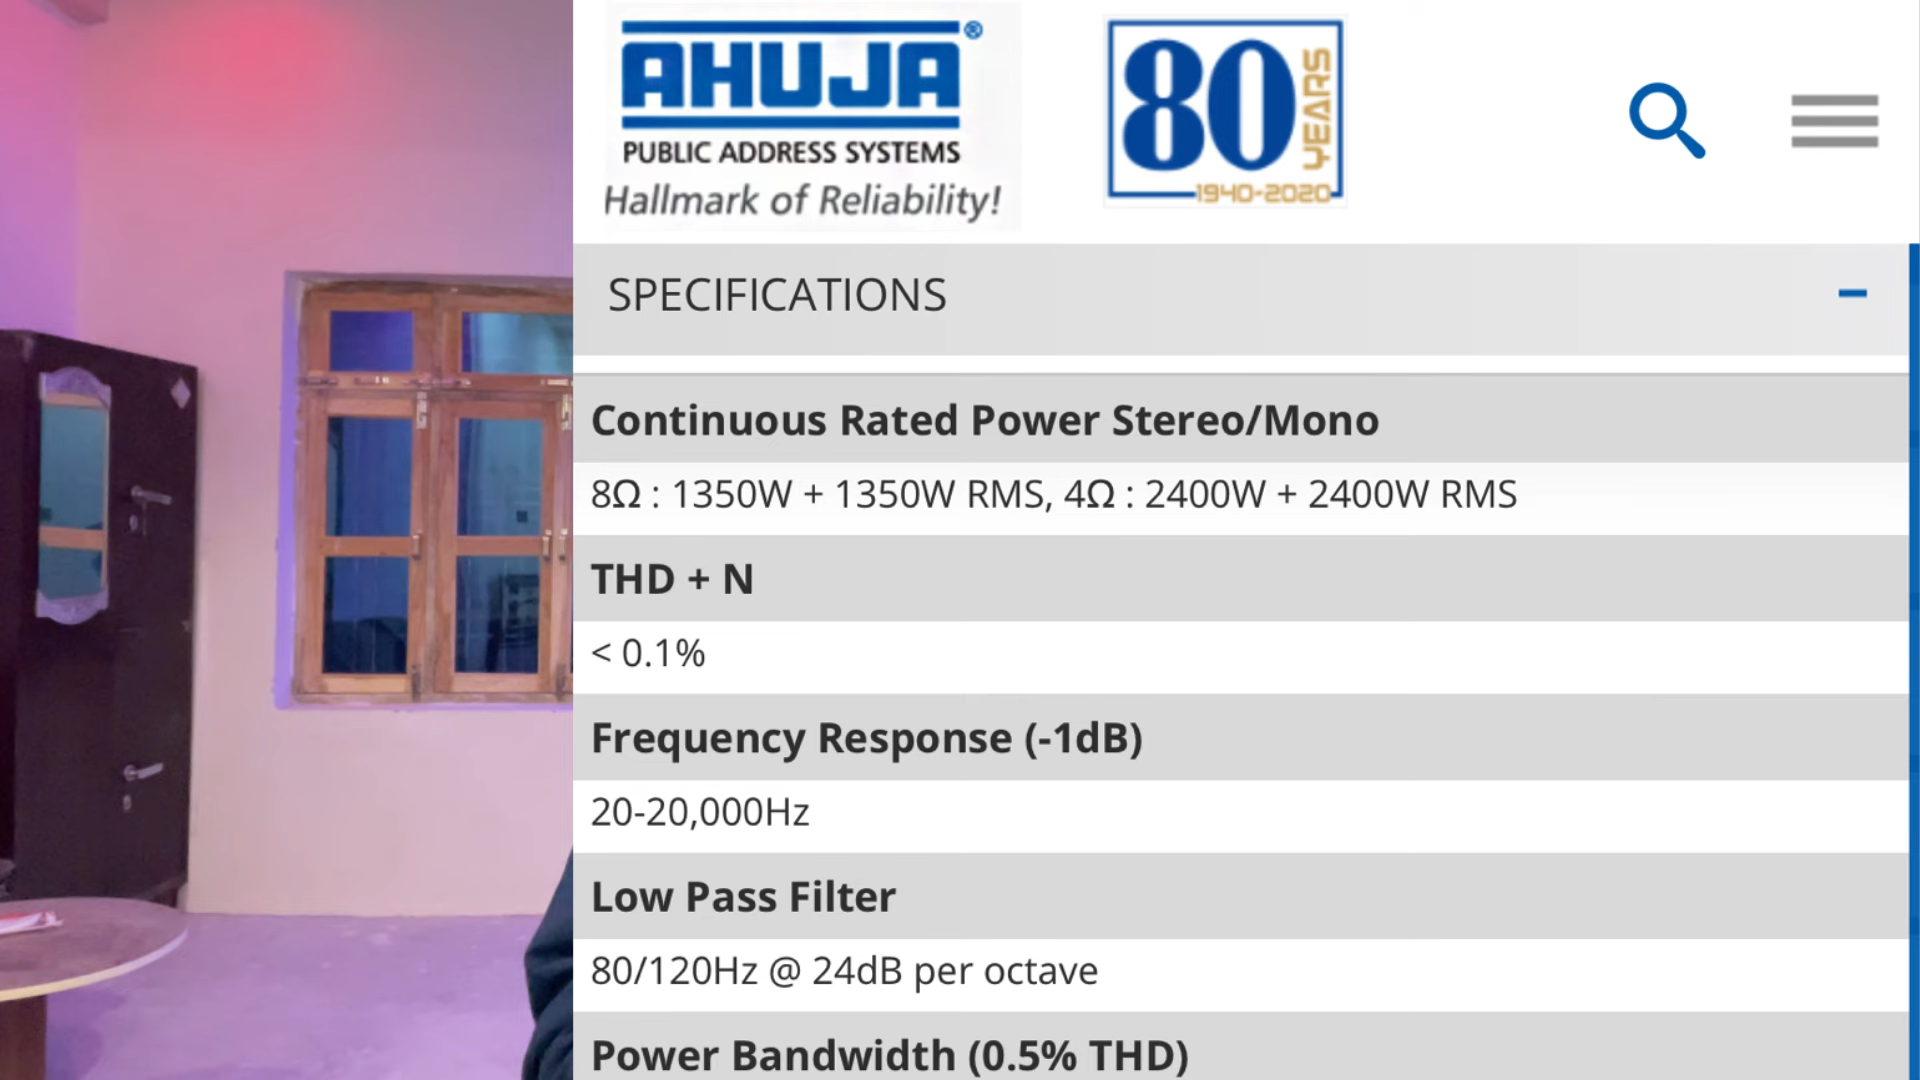 AHUJA®
PUBLIC ADDRESS SYSTEMS
Hallmark of Reliability!
80 YEARS
1940-2020
SPECIFICATIONS
Continuous Rated Power Stereo/Mono
8Ω : 1350W + 1350W RMS, 4Ω : 2400W + 2400W RMS
THD + N
< 0.1%
Frequency Response (-1dB)
20-20,000Hz
Low Pass Filter
80/120Hz @ 24dB per octave
Power Bandwidth (0.5% THD)